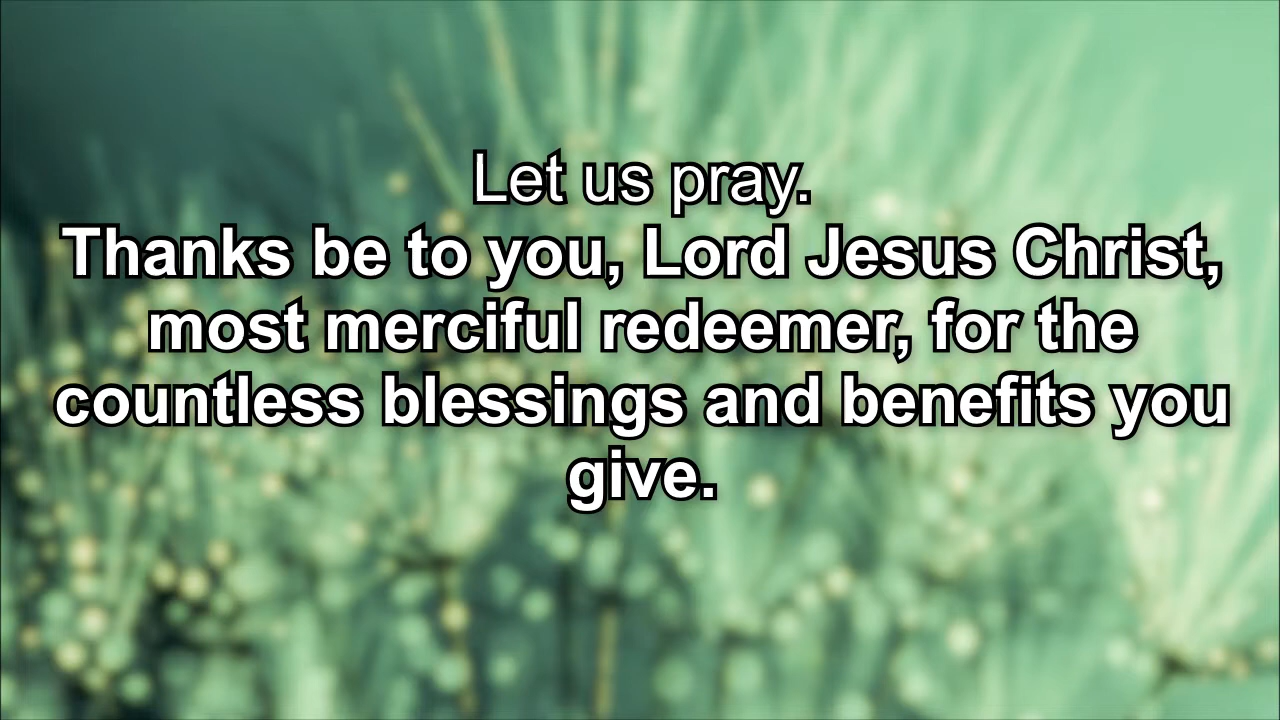 Let us pray.
Thanks be to you, Lord Jesus Christ,
most merciful redeemer, for the
countless blessings and benefits you
give.